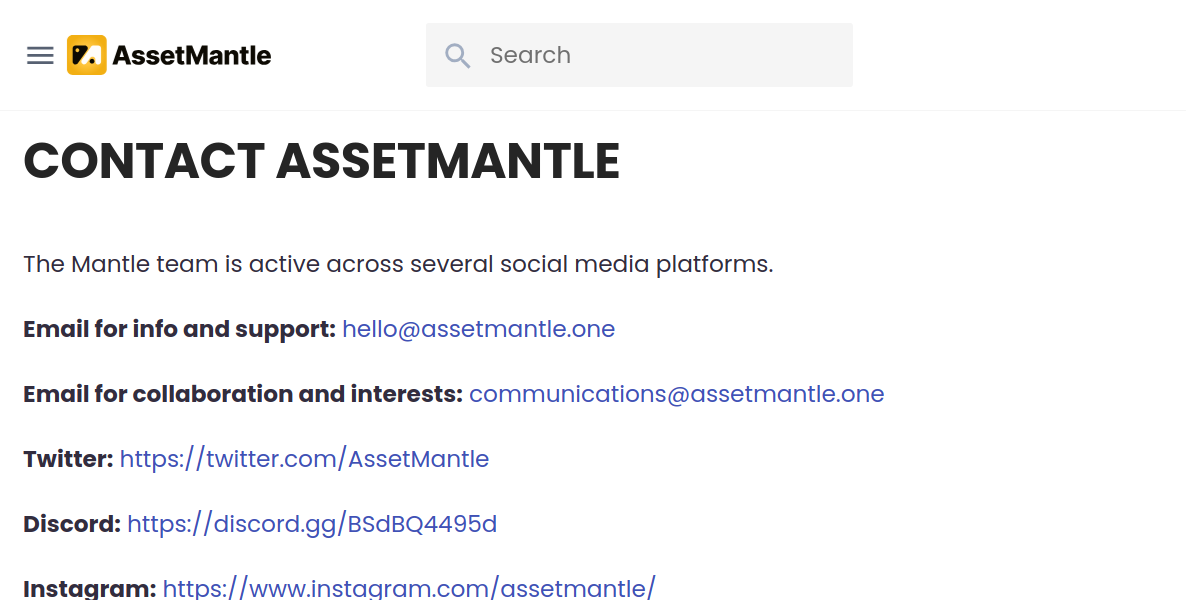 AssetMantle
Search
CONTACT ASSETMANTLE
The Mantle team is active across several social media platforms.
Email for info and support: hello@assetmantle.one
Email for collaboration and interests: communications@assetmantle.one
Twitter: https://twitter.com/AssetMantle
Discord: https://discord.gg/BSdBQ4495d
Instagram: https://www.instagram.com/assetmantle/